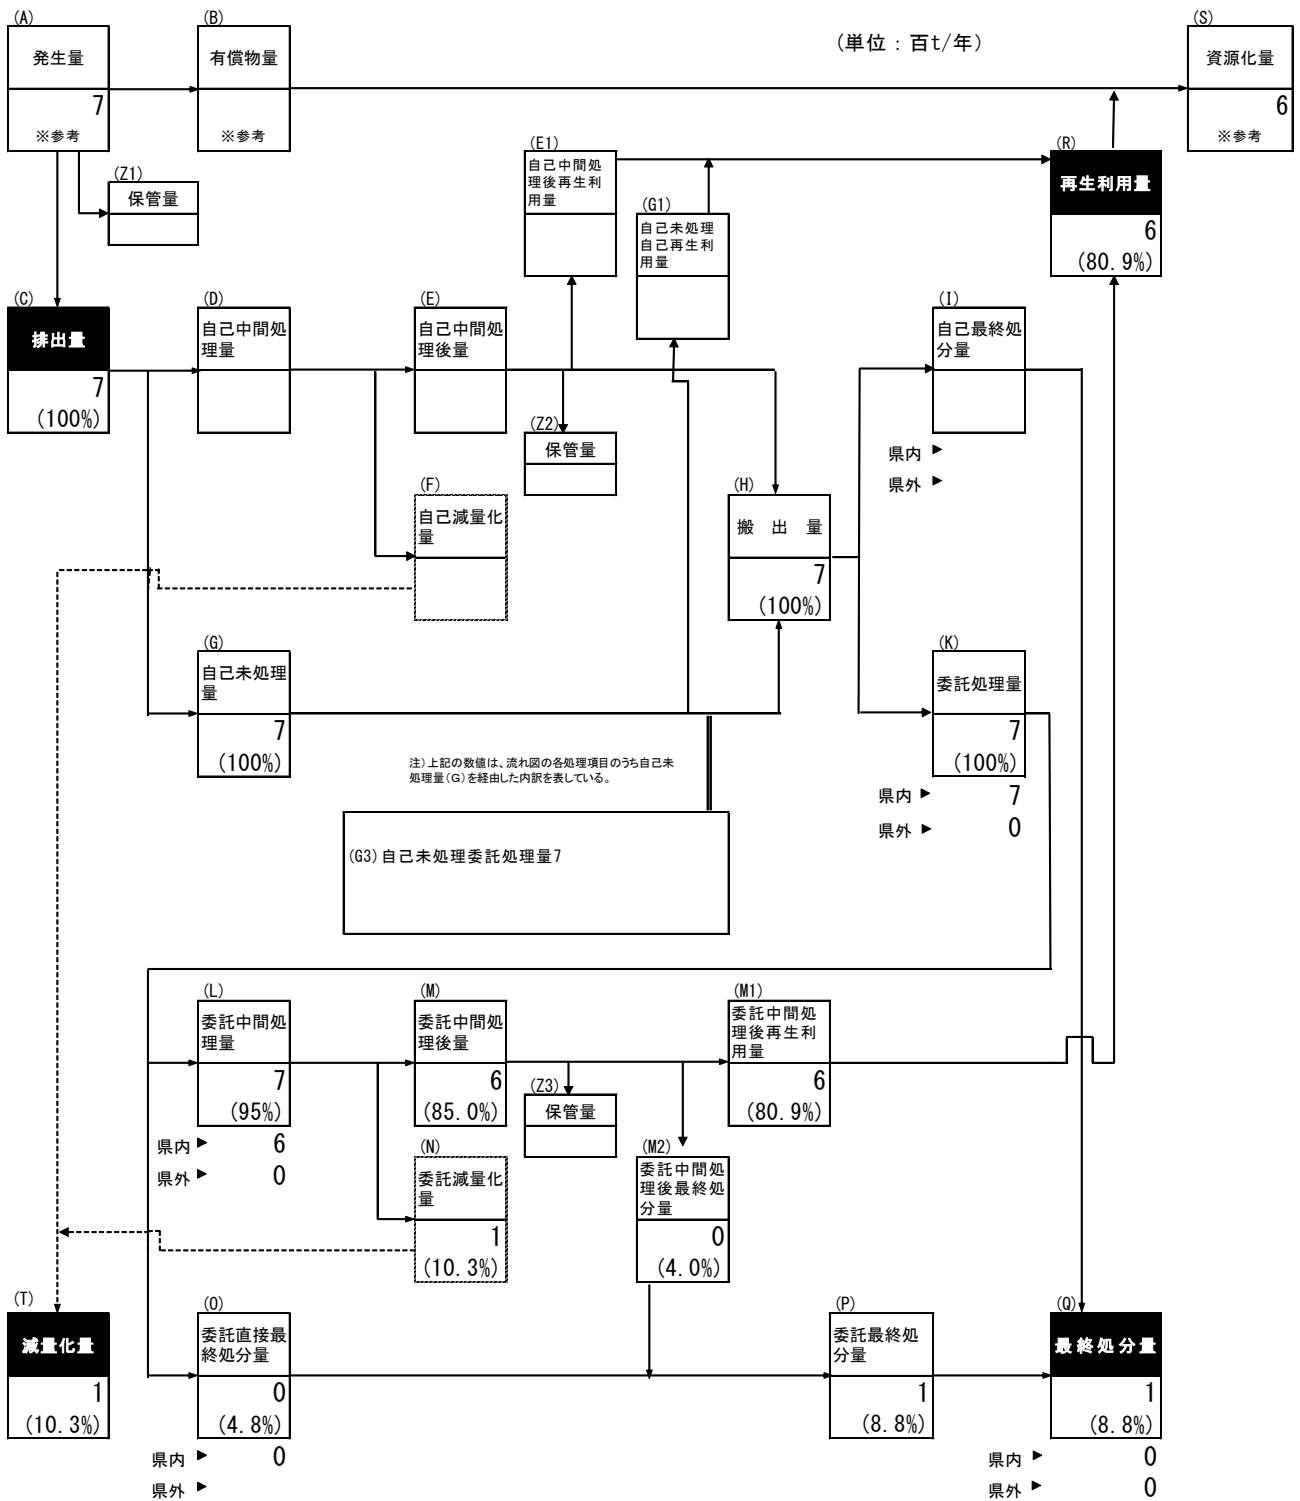 (A)
発生量
7
※参考
(B)
有償物量
※参考
(単位：百t/年)
(S)
資源化量
6
※参考
(Z1)
保管量
(E1)
自己中間処
理後再生利
用量
(G1)
自己未処理
自己再生利
用量
(R)
再生利用量
6
(80.9%)
(C)
排出量
7
(100%)
(D)
自己中間処
理量
(E)
自己中間処
理後量
(Z2)
保管量
(I)
自己最終処
分量
県内 ▶
県外 ▶
(F)
自己減量化
量
(H)
搬 出 量
7
(100%)
(G)
自己未処理
量
7
(100%)
(K)
委託処理量
7
(100%)
県内 ▶ 7
県外 ▶ 0
注)上記の数値は、流れ図の各処理項目のうち自己未
処理量(G)を経由した内訳を表している。
(G3)自己未処理委託処理量7
(L)
委託中間処
理量
7
(95%)
県内 ▶ 6
県外 ▶ 0
(M)
委託中間処
理後量
6
(85.0%)
(Z3)
保管量
(M1)
委託中間処
理後再生利
用量
6
(80.9%)
(N)
委託減量化
量
1
(10.3%)
(M2)
委託中間処
理後最終処
分量
0
(4.0%)
(T)
減量化量
1
(10.3%)
(O)
委託直接最
終処分量
0
(4.8%)
県内 ▶ 0
県外 ▶
(P)
委託最終処
分量
1
(8.8%)
(Q)
最終処分量
1
(8.8%)
県内 ▶ 0
県外 ▶ 0